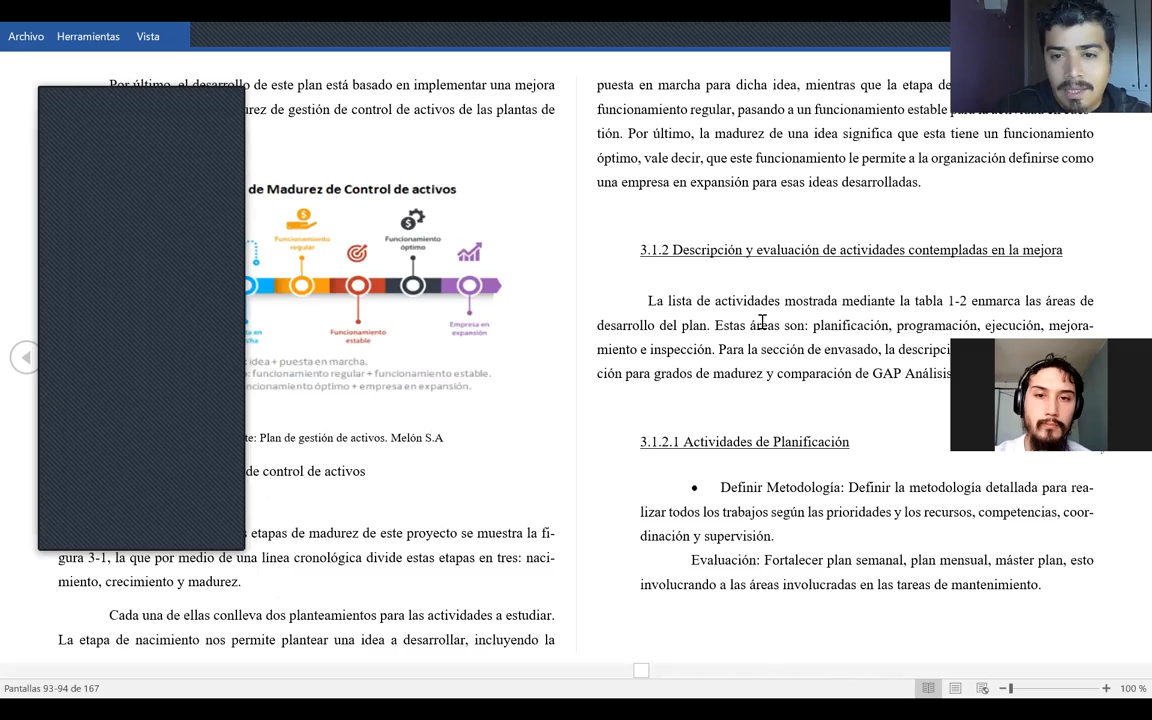 Archivo Herramientas Vista
Por último, el desarrollo de este plan está basado en implementar una mejora
de gestión de control de activos de las plantas de
de Madurez de Control de activos
Funcionamiento
regular
Funcionamiento
óptimo
Funcionamiento
estable
Empresa en
expansión
idea + puesta en marcha.
funcionamiento regular + funcionamiento estable.
óptimo + empresa en expansión.
Plan de gestión de activos. Melón S.A
de control de activos
etapas de madurez de este proyecto se muestra la fi-
gura 3-1, la que por medio de una línea cronológica divide estas etapas en tres: naci-
miento, crecimiento y madurez.
Cada una de ellas conlleva dos planteamientos para las actividades a estudiar.
La etapa de nacimiento nos permite plantear una idea a desarrollar, incluyendo la
puesta en marcha para dicha idea, mientras que la etapa de
funcionamiento regular, pasando a un funcionamiento estable
tión. Por último, la madurez de una idea significa que esta tiene un funcionamiento
óptimo, vale decir, que este funcionamiento le permite a la organización definirse como
una empresa en expansión para esas ideas desarrolladas.
3.1.2 Descripción y evaluación de actividades contempladas en la mejora
La lista de actividades mostrada mediante la tabla 1-2 enmarca las áreas de
desarrollo del plan. Estas áreas son: planificación, programación, ejecución, mejora-
miento e inspección. Para la sección de envasado, la
ción para grados de madurez y comparación de GAP Análisis
3.1.2.1 Actividades de Planificación
• Definir Metodología: Definir la metodología detallada para rea-
lizar todos los trabajos según las prioridades y los recursos, competencias, coor-
dinación y supervisión.
Evaluación: Fortalecer plan semanal, plan mensual, máster plan, esto
involucrando a las áreas involucradas en las tareas de mantenimiento.
Pantallas 93-94 de 167
100 %